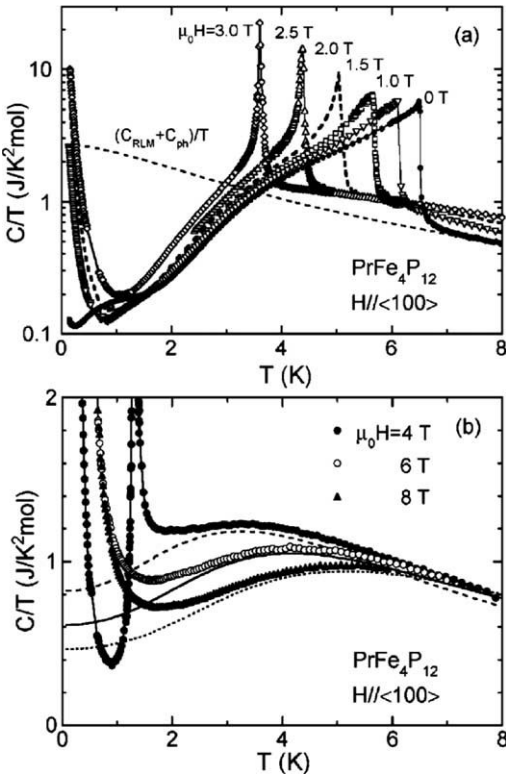 μ₀H=3.0 T
2.5 T
2.0 T
1.5 T
1.0 T
0 T
(a)
(C_RLM+C_ph)/T
10
1
0.1
C/T (J/K²mol)
PrFe₄P₁₂
H//<100>
0 2 4 6 8
T (K)
(b)
μ₀H=4 T
6 T
8 T
2
1
0
C/T (J/K²mol)
PrFe₄P₁₂
H//<100>
0 2 4 6 8
T (K)